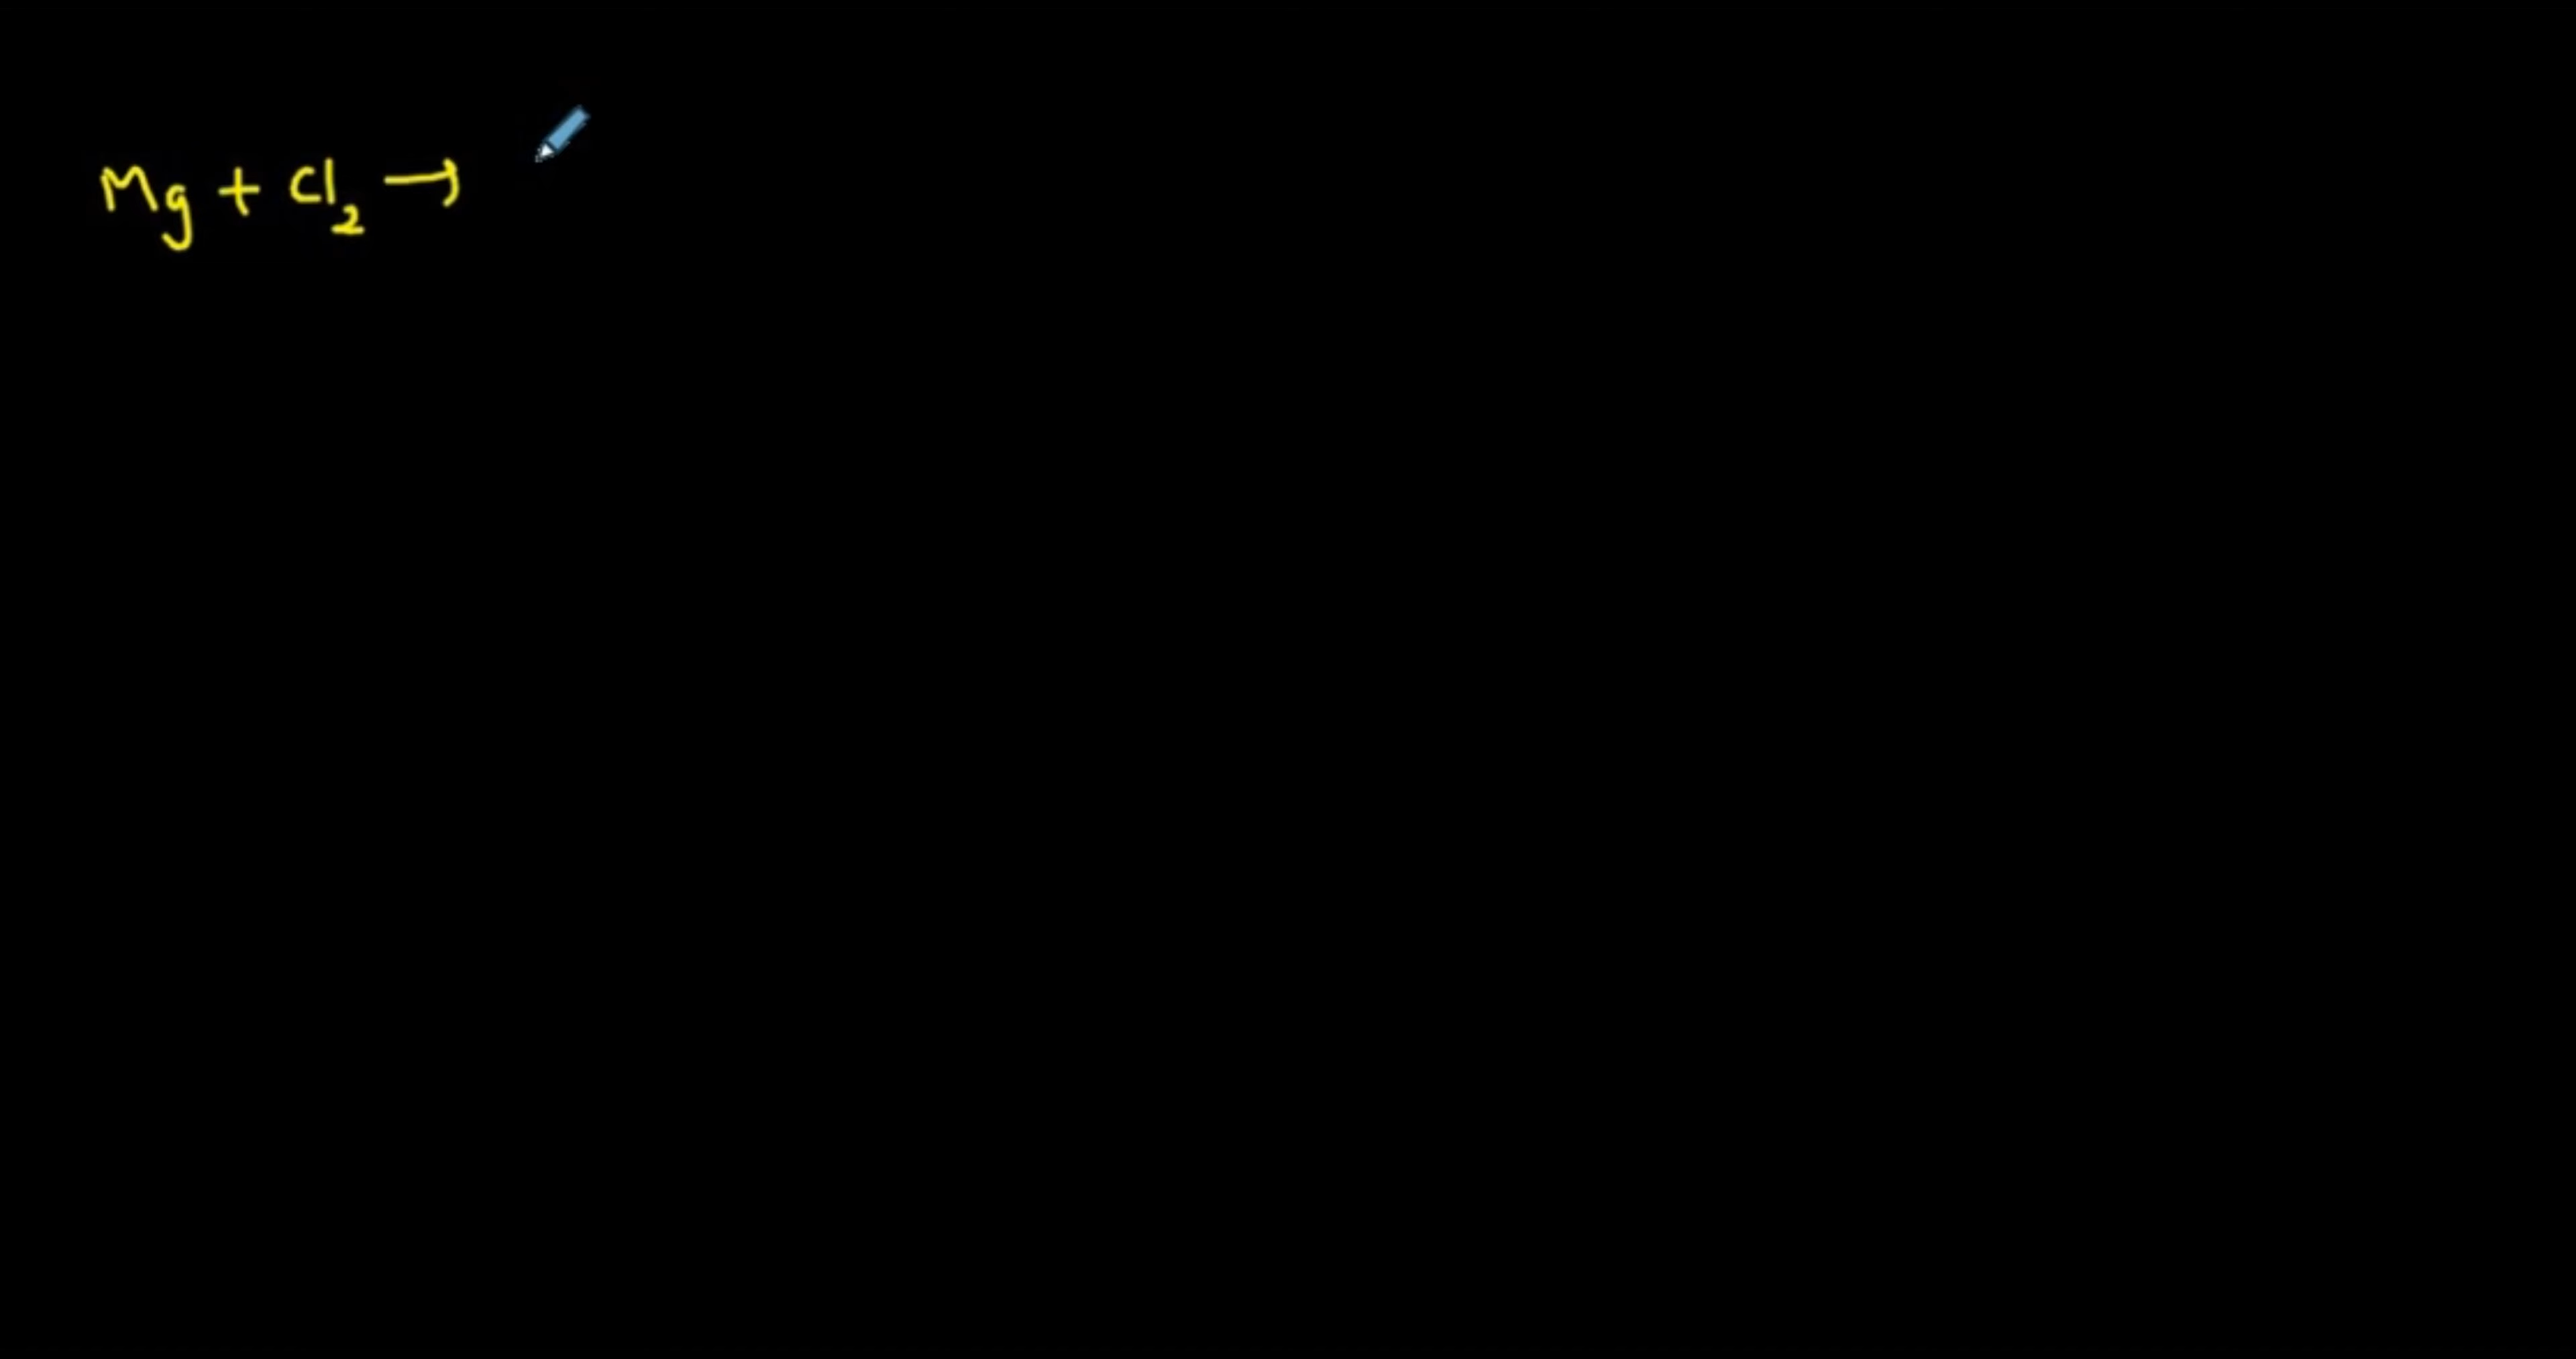 Mg + Cl₂ →